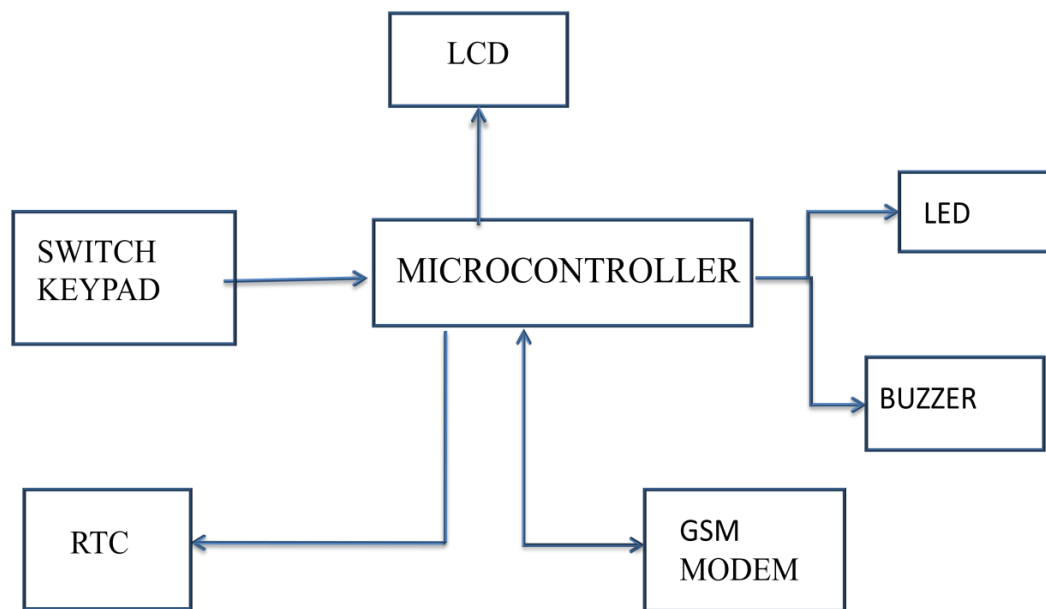 LCD
LED
SWITCH
KEYPAD
MICROCONTROLLER
BUZZER
RTC
GSM
MODEM